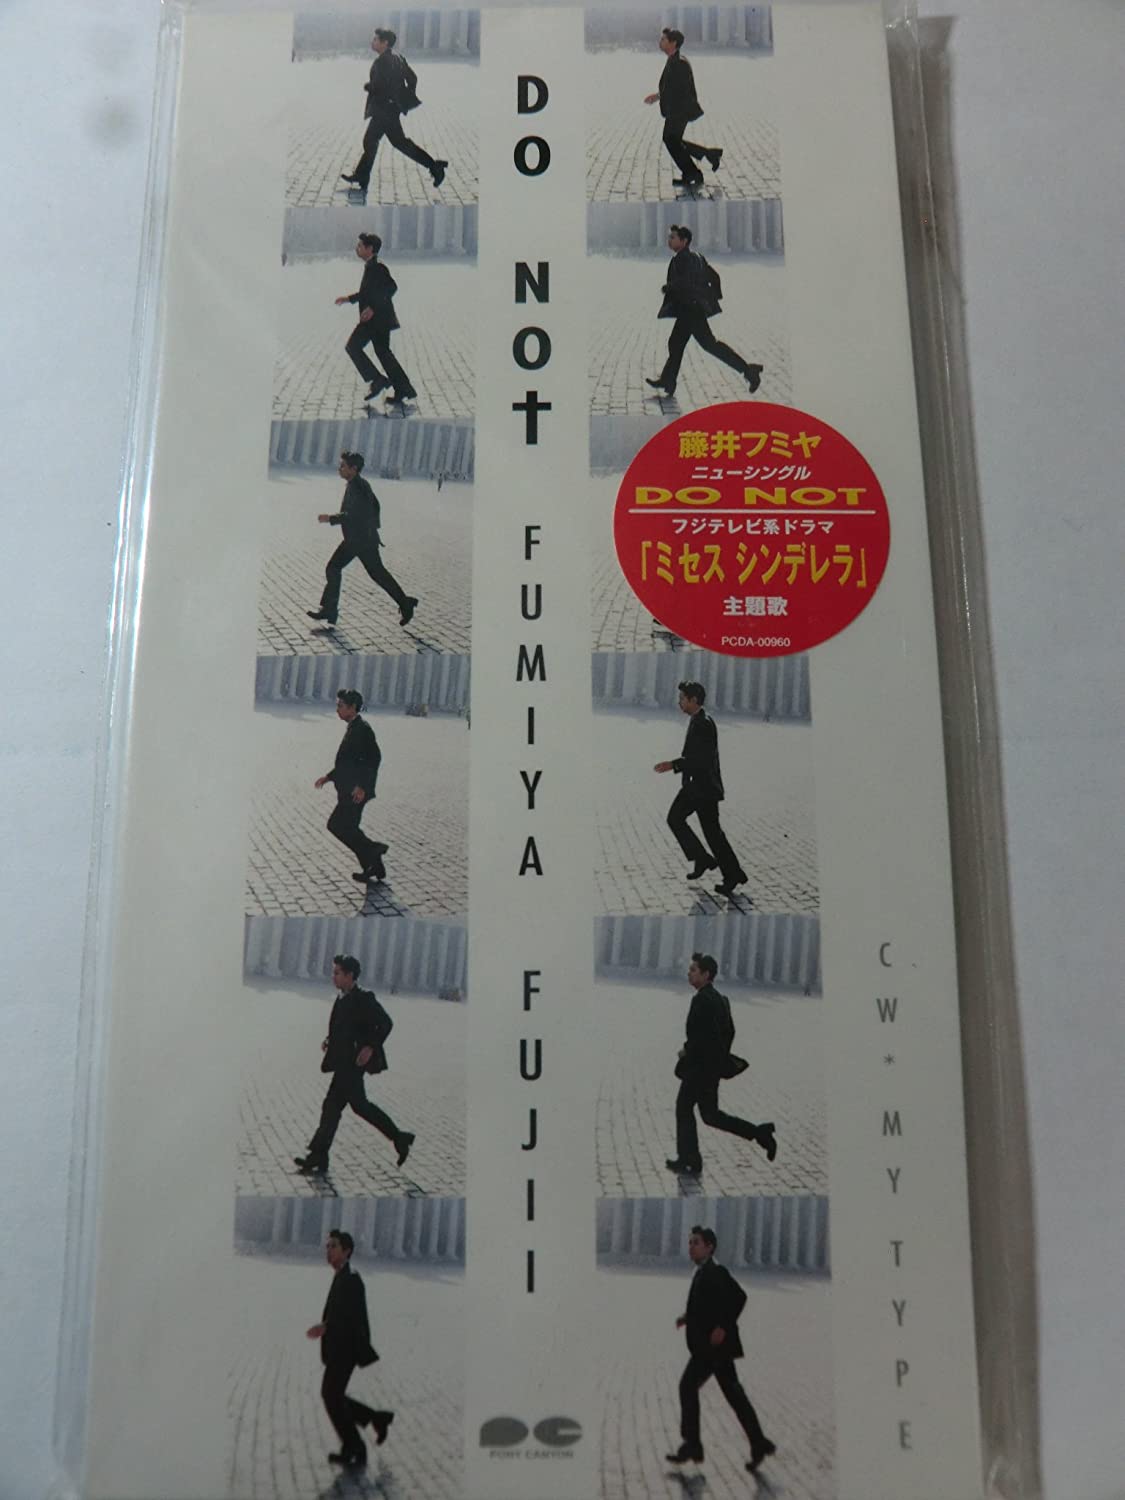 DO NOT FUMIYA FUJII
藤井フミヤ
ニューシングル
DO NOT
フジテレビ系ドラマ
「ミセス シンデレラ」
主題歌
PCDA-00960
CW * MY TYPE
PONY CANYON